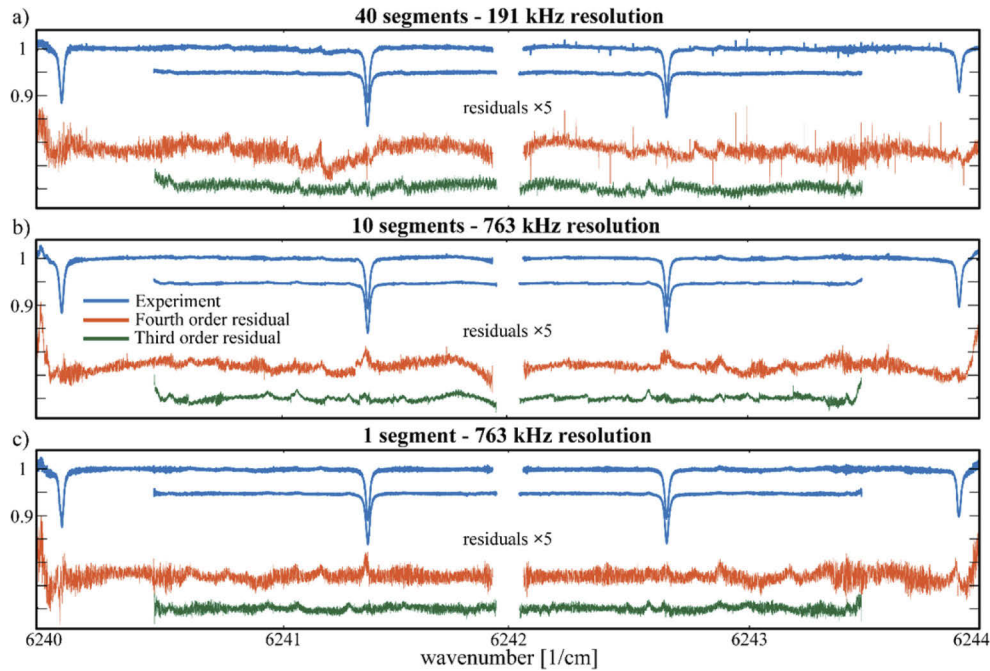 a)
40 segments - 191 kHz resolution
1
0.9
residuals ×5
b)
10 segments - 763 kHz resolution
1
0.9
Experiment
Fourth order residual
Third order residual
residuals ×5
c)
1 segment - 763 kHz resolution
1
0.9
residuals ×5
6240 6241 6242 6243 6244
wavenumber [1/cm]